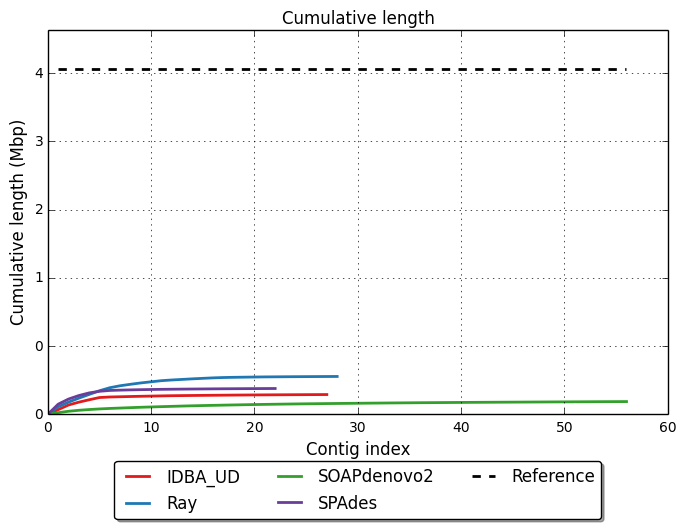 Cumulative length
4
3
2
1
0
0
Cumulative length (Mbp)
0 10 20 30 40 50 60
Contig index
IDBA_UD SOAPdenovo2 Reference
Ray SPAdes